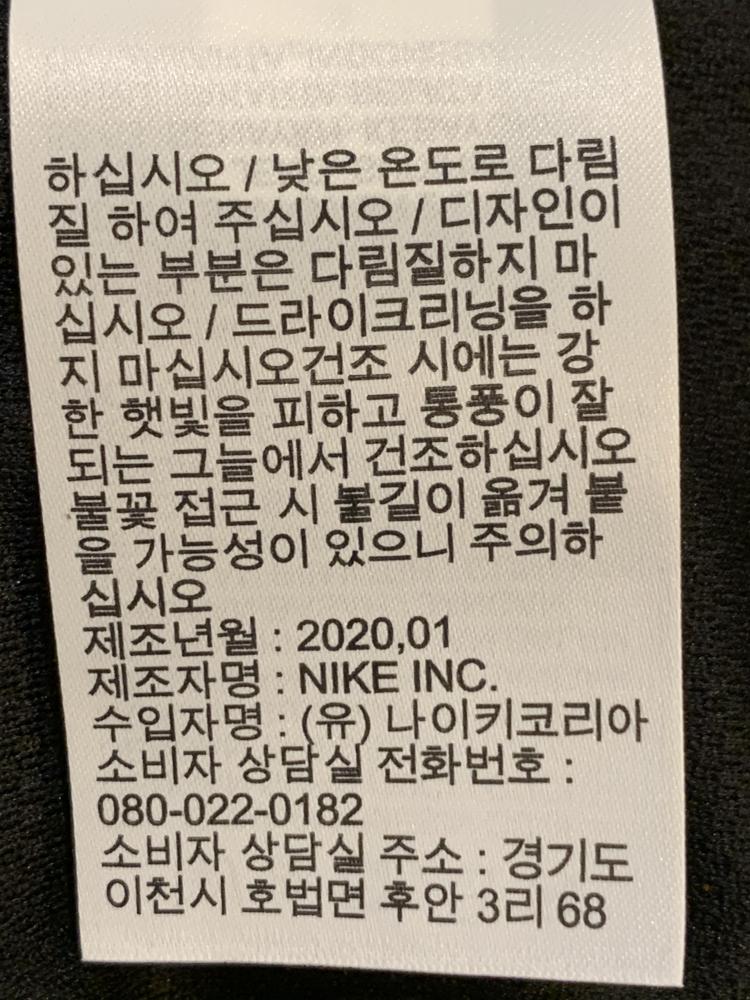 하십시오 / 낮은 온도로 다림
질 하여 주십시오 / 디자인이
있는 부분은 다림질하지 마
십시오 / 드라이크리닝을 하
지 마십시오건조 시에는 강
한 햇빛을 피하고 통풍이 잘
되는 그늘에서 건조하십시오
불꽃 접근 시 불길이 옮겨 붙
을 가능성이 있으니 주의하
십시오
제조년월 : 2020,01
제조자명 : NIKE INC.
수입자명 : (유) 나이키코리아
소비자 상담실 전화번호 :
080-022-0182
소비자 상담실 주소 : 경기도
이천시 호법면 후안 3리 68